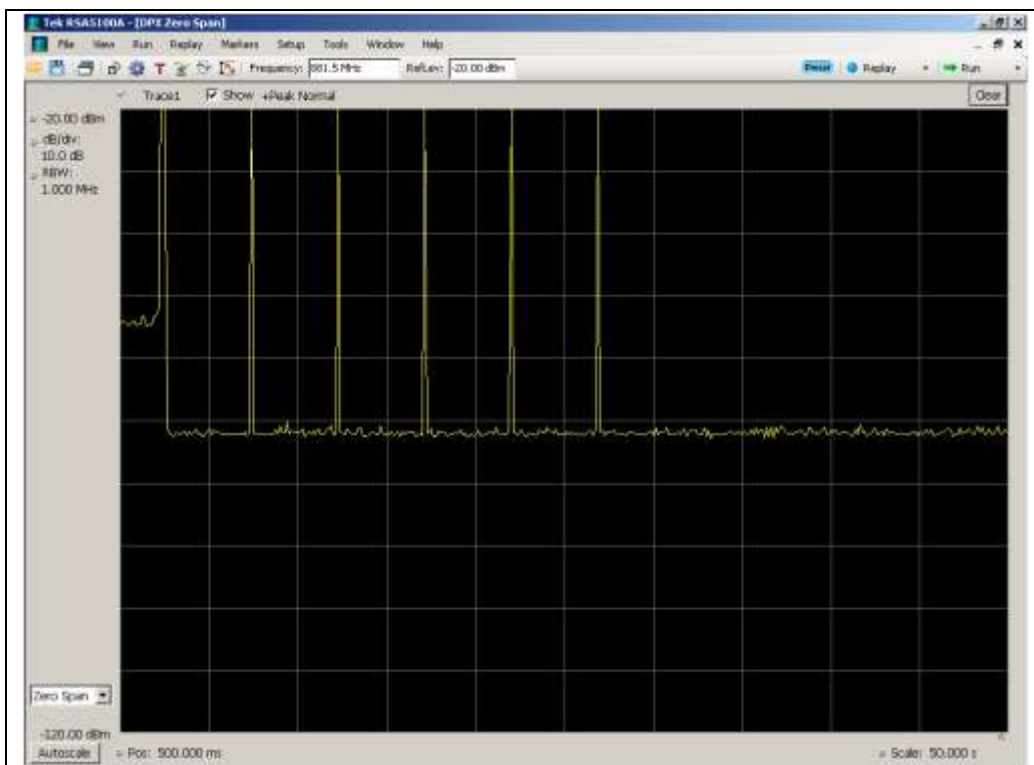 Tek RSA5100A - [DPX Zero Span]
File View Run Replay Markers Setup Tools Window Help
T Frequency: 881.5 MHz RefLev: -20.00 dBm Preset Replay Run
Trace1 Show +Peak Normal Clear
-20.00 dBm
dB/div:
10.0 dB
RBW:
1.000 MHz
Zero Span
-120.00 dBm
Autoscale Pos: 500.000 ms Scale: 50.000 s